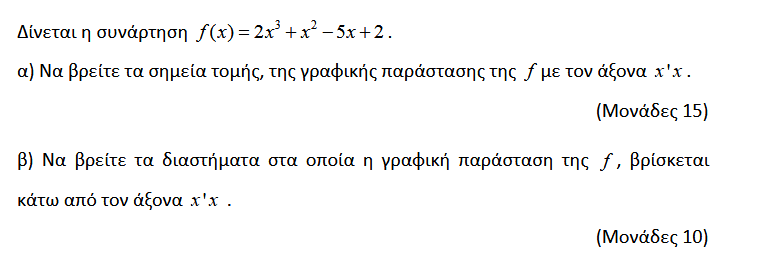 Δίνεται η συνάρτηση f(x) = 2x³ + x² − 5x + 2 .
α) Να βρείτε τα σημεία τομής, της γραφικής παράστασης της f με τον άξονα x'x .
(Μονάδες 15)
β) Να βρείτε τα διαστήματα στα οποία η γραφική παράσταση της f , βρίσκεται
κάτω από τον άξονα x'x .
(Μονάδες 10)